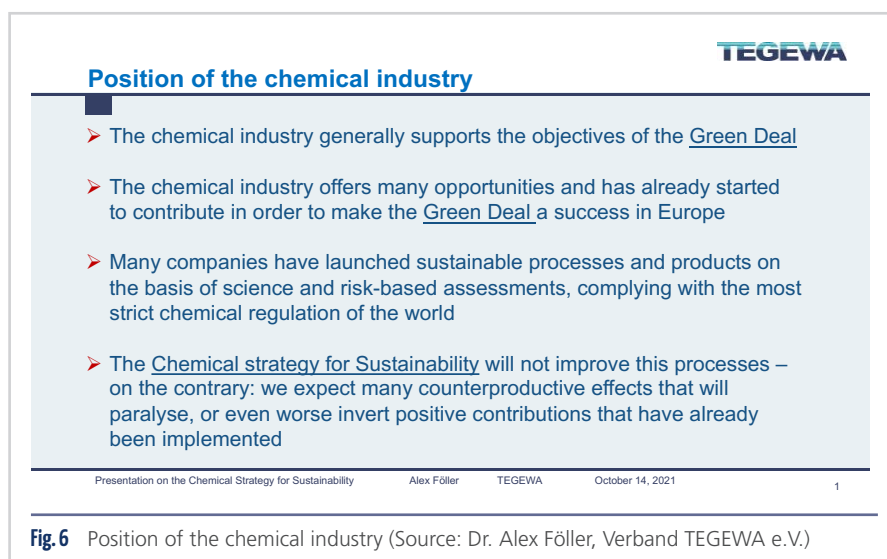 TEGEWA
Position of the chemical industry
➢ The chemical industry generally supports the objectives of the Green Deal
➢ The chemical industry offers many opportunities and has already started
to contribute in order to make the Green Deal a success in Europe
➢ Many companies have launched sustainable processes and products on
the basis of science and risk-based assessments, complying with the most
strict chemical regulation of the world
➢ The Chemical strategy for Sustainability will not improve this processes –
on the contrary: we expect many counterproductive effects that will
paralyse, or even worse invert positive contributions that have already
been implemented
Presentation on the Chemical Strategy for Sustainability Alex Föller TEGEWA October 14, 2021 1
Fig. 6 Position of the chemical industry (Source: Dr. Alex Föller, Verband TEGEWA e.V.)